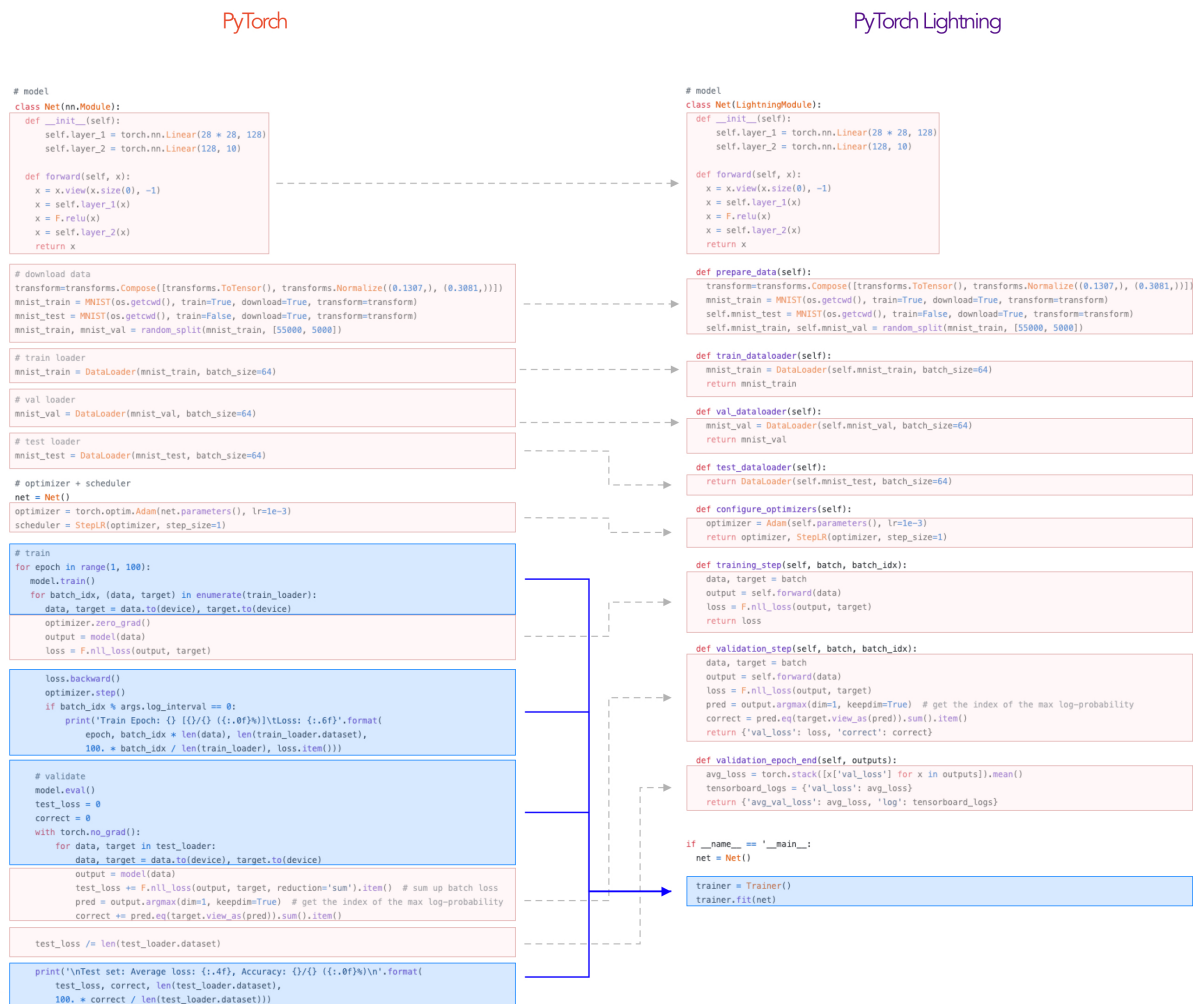 PyTorch
# model
class Net(nn.Module):
def __init__(self):
self.layer_1 = torch.nn.Linear(28 * 28, 128)
self.layer_2 = torch.nn.Linear(128, 10)
def forward(self, x):
x = x.view(x.size(0), -1)
x = self.layer_1(x)
x = F.relu(x)
x = self.layer_2(x)
return x
# download data
transform=transforms.Compose([transforms.ToTensor(), transforms.Normalize((0.1307,), (0.3081,))])
mnist_train = MNIST(os.getcwd(), train=True, download=True, transform=transform)
mnist_test = MNIST(os.getcwd(), train=False, download=True, transform=transform)
mnist_train, mnist_val = random_split(mnist_train, [55000, 5000])
# train loader
mnist_train = DataLoader(mnist_train, batch_size=64)
# val loader
mnist_val = DataLoader(mnist_val, batch_size=64)
# test loader
mnist_test = DataLoader(mnist_test, batch_size=64)
# optimizer + scheduler
net = Net()
optimizer = torch.optim.Adam(net.parameters(), lr=1e-3)
scheduler = StepLR(optimizer, step_size=1)
# train
for epoch in range(1, 100):
model.train()
for batch_idx, (data, target) in enumerate(train_loader):
data, target = data.to(device), target.to(device)
optimizer.zero_grad()
output = model(data)
loss = F.nll_loss(output, target)
loss.backward()
optimizer.step()
if batch_idx % args.log_interval == 0:
print('Train Epoch: {} [{}/{} ({:.0f}%)]\tLoss: {:.6f}'.format(
epoch, batch_idx * len(data), len(train_loader.dataset),
100. * batch_idx / len(train_loader), loss.item()))
# validate
model.eval()
test_loss = 0
correct = 0
with torch.no_grad():
for data, target in test_loader:
data, target = data.to(device), target.to(device)
output = model(data)
test_loss += F.nll_loss(output, target, reduction='sum').item()  # sum up batch loss
pred = output.argmax(dim=1, keepdim=True)  # get the index of the max log-probability
correct += pred.eq(target.view_as(pred)).sum().item()
test_loss /= len(test_loader.dataset)
print('\nTest set: Average loss: {:.4f}, Accuracy: {}/{} ({:.0f}%)\n'.format(
test_loss, correct, len(test_loader.dataset),
100. * correct / len(test_loader.dataset)))
PyTorch Lightning
# model
class Net(LightningModule):
def __init__(self):
self.layer_1 = torch.nn.Linear(28 * 28, 128)
self.layer_2 = torch.nn.Linear(128, 10)
def forward(self, x):
x = x.view(x.size(0), -1)
x = self.layer_1(x)
x = F.relu(x)
x = self.layer_2(x)
return x
def prepare_data(self):
transform=transforms.Compose([transforms.ToTensor(), transforms.Normalize((0.1307,), (0.3081,))])
mnist_train = MNIST(os.getcwd(), train=True, download=True, transform=transform)
self.mnist_test = MNIST(os.getcwd(), train=False, download=True, transform=transform)
self.mnist_train, self.mnist_val = random_split(mnist_train, [55000, 5000])
def train_dataloader(self):
mnist_train = DataLoader(self.mnist_train, batch_size=64)
return mnist_train
def val_dataloader(self):
mnist_val = DataLoader(self.mnist_val, batch_size=64)
return mnist_val
def test_dataloader(self):
return DataLoader(self.mnist_test, batch_size=64)
def configure_optimizers(self):
optimizer = Adam(self.parameters(), lr=1e-3)
return optimizer, StepLR(optimizer, step_size=1)
def training_step(self, batch, batch_idx):
data, target = batch
output = self.forward(data)
loss = F.nll_loss(output, target)
return loss
def validation_step(self, batch, batch_idx):
data, target = batch
output = self.forward(data)
loss = F.nll_loss(output, target)
pred = output.argmax(dim=1, keepdim=True)  # get the index of the max log-probability
correct = pred.eq(target.view_as(pred)).sum().item()
return {'val_loss': loss, 'correct': correct}
def validation_epoch_end(self, outputs):
avg_loss = torch.stack([x['val_loss'] for x in outputs]).mean()
tensorboard_logs = {'val_loss': avg_loss}
return {'avg_val_loss': avg_loss, 'log': tensorboard_logs}
if __name__ == '__main__:
net = Net()
trainer = Trainer()
trainer.fit(net)